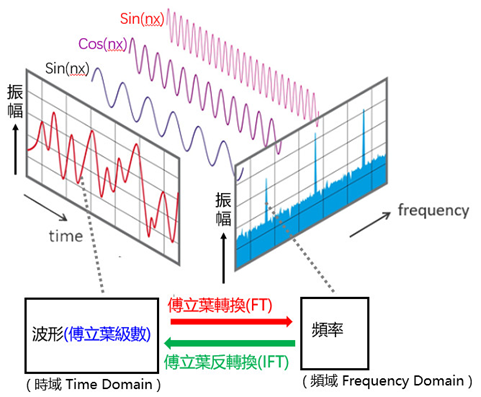 Sin(nx)
Cos(nx)
Sin(nx)
振幅
time
振幅
frequency
傅立葉轉換(FT)
波形(傅立葉級數)
頻率
傅立葉反轉換(IFT)
(時域 Time Domain)
(頻域 Frequency Domain)